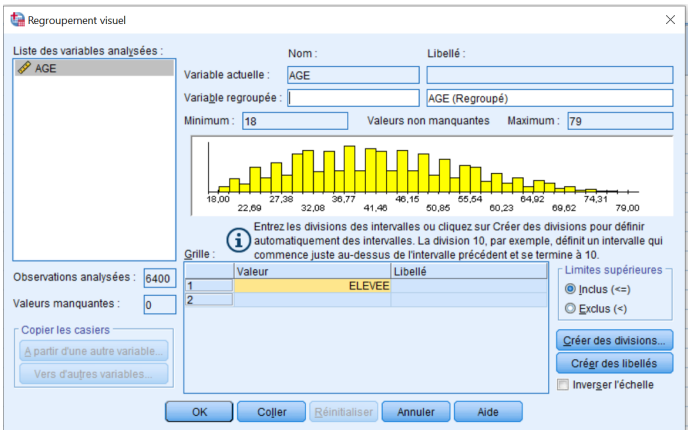 Regroupement visuel
Liste des variables analysées :
AGE
Nom :
Libellé :
Variable actuelle :
AGE
Variable regroupée :
AGE (Regroupé)
Minimum :
18
Valeurs non manquantes
Maximum :
79
18,00 27,38 36,77 46,15 55,54 64,92 74,31
22,69 32,08 41,46 50,85 60,23 69,62 79,00
Entrez les divisions des intervalles ou cliquez sur Créer des divisions pour définir
automatiquement des intervalles. La division 10, par exemple, définit un intervalle qui
commence juste au-dessus de l'intervalle précédent et se termine à 10.
Grille :
Valeur Libellé
1 ELEVEE
2
Limites supérieures
Inclus (<=)
Exclus (<)
Observations analysées :
6400
Valeurs manquantes :
0
Copier les casiers
A partir d'une autre variable...
Vers d'autres variables...
Créer des divisions...
Créer des libellés
Inverser l'échelle
OK
Coller
Réinitialiser
Annuler
Aide